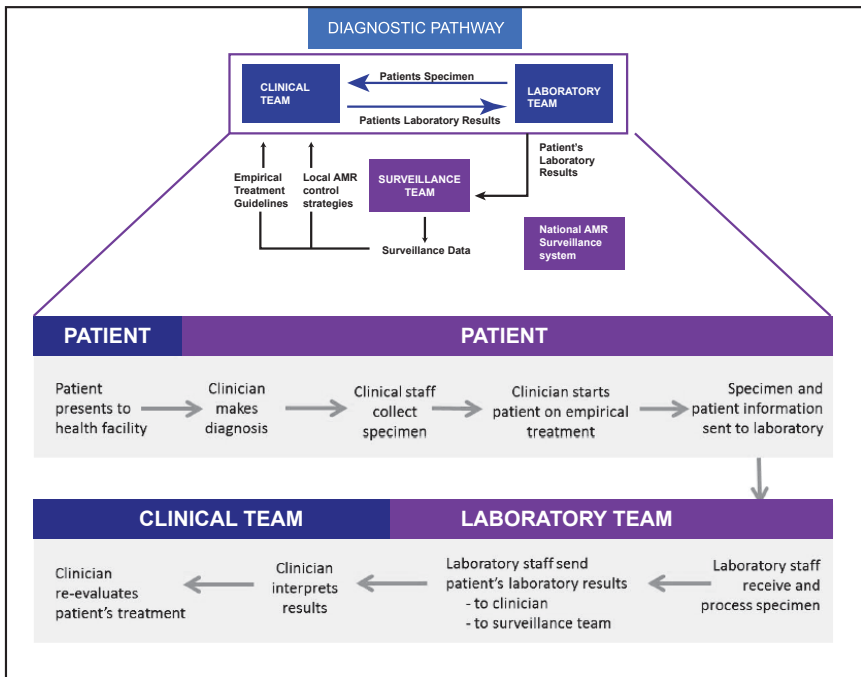 DIAGNOSTIC PATHWAY
CLINICAL
TEAM
Patients Specimen
Patients Laboratory Results
LABORATORY
TEAM
Empirical
Treatment
Guidelines
Local AMR
control
strategies
SURVEILLANCE
TEAM
Patient's
Laboratory
Results
Surveillance Data
National AMR
Surveillance
system
PATIENT
PATIENT
Patient
presents to
health facility
Clinician
makes
diagnosis
Clinical staff
collect
specimen
Clinician starts
patient on empirical
treatment
Specimen and
patient information
sent to laboratory
CLINICAL TEAM
LABORATORY TEAM
Clinician
re-evaluates
patient's treatment
Clinician
interprets
results
Laboratory staff send
patient's laboratory results
- to clinician
- to surveillance team
Laboratory staff
receive and
process specimen